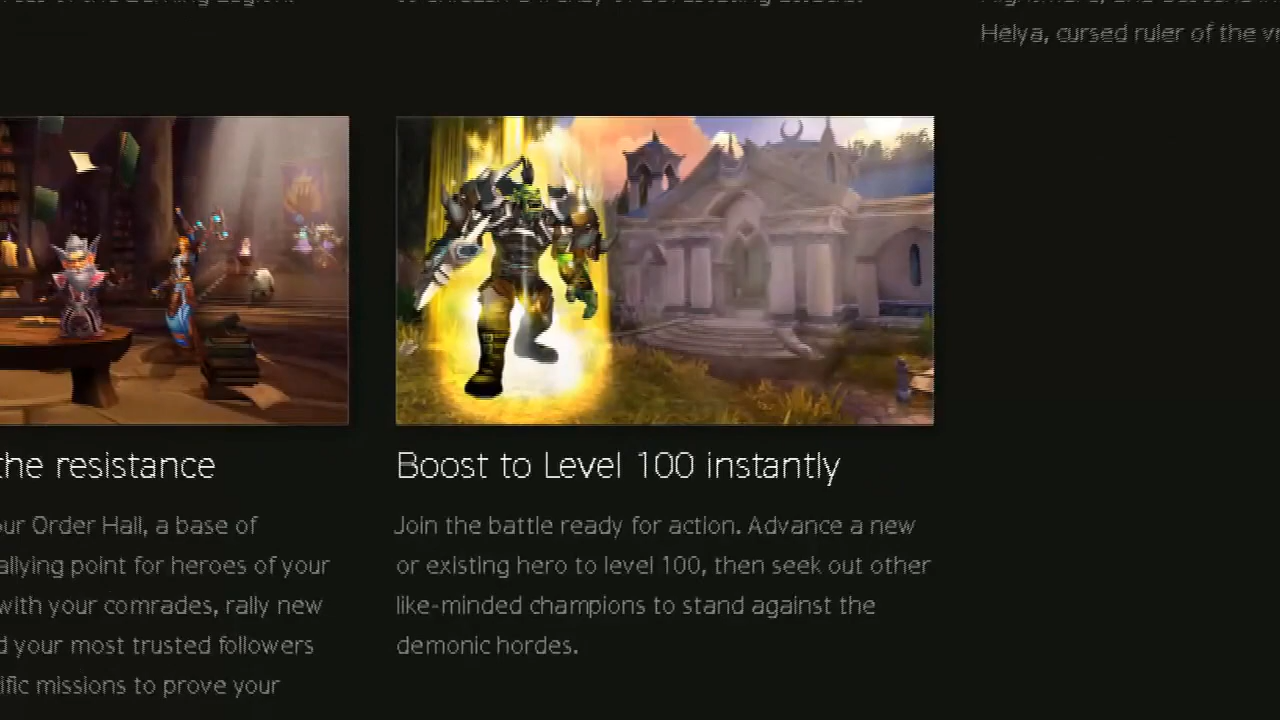 Helya, cursed ruler of the
the resistance
Order Hall, a base of
rallying point for heroes of your
with your comrades, rally new
your most trusted followers
missions to prove your
Boost to Level 100 instantly
Join the battle ready for action. Advance a new
or existing hero to level 100, then seek out other
like-minded champions to stand against the
demonic hordes.